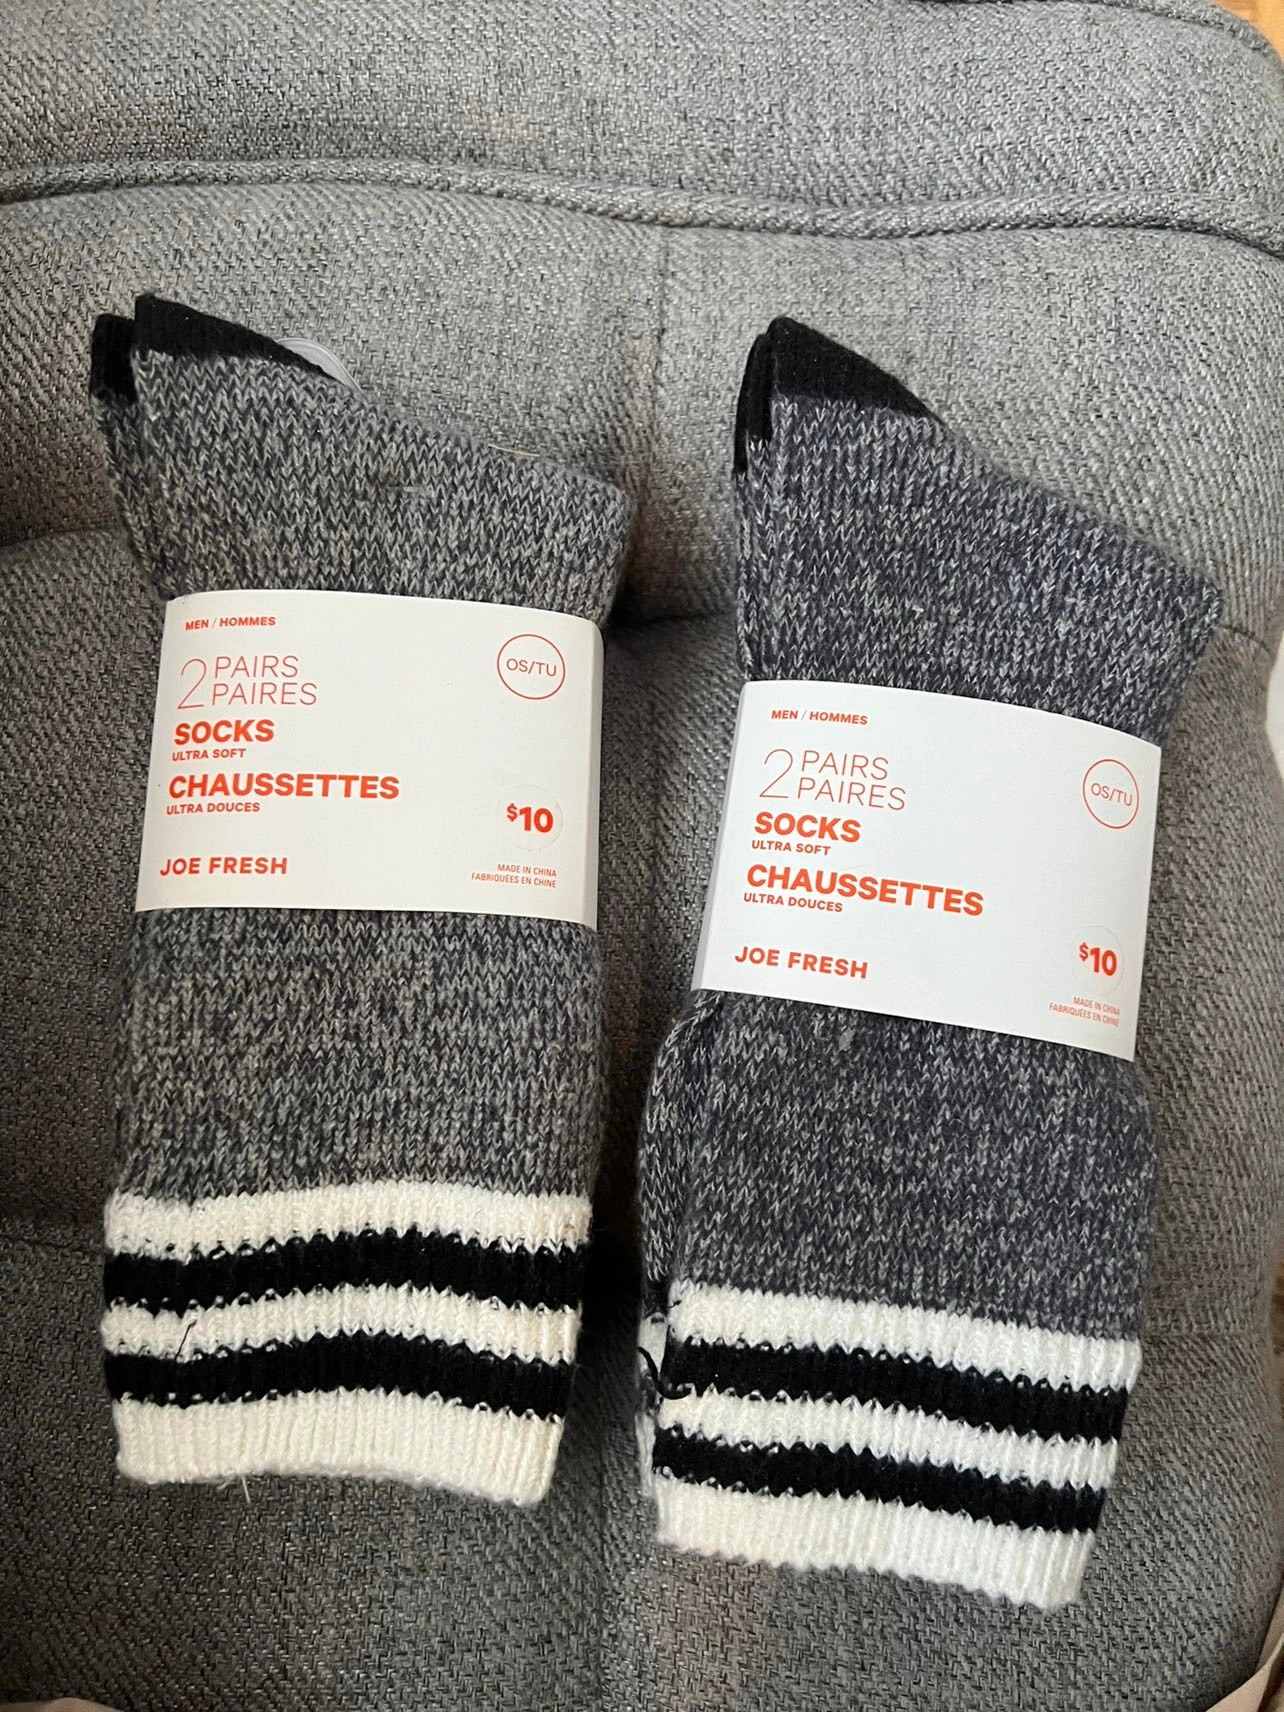 MEN / HOMMES
2 PAIRS
PAIRES
OS/TU
SOCKS
ULTRA SOFT
CHAUSSETTES
ULTRA DOUCES
$10
JOE FRESH
MADE IN CHINA
FABRIQUÉES EN CHINE
MEN / HOMMES
2 PAIRS
PAIRES
OS/TU
SOCKS
ULTRA SOFT
CHAUSSETTES
ULTRA DOUCES
$10
JOE FRESH
MADE IN CHINA
FABRIQUÉES EN CHINE